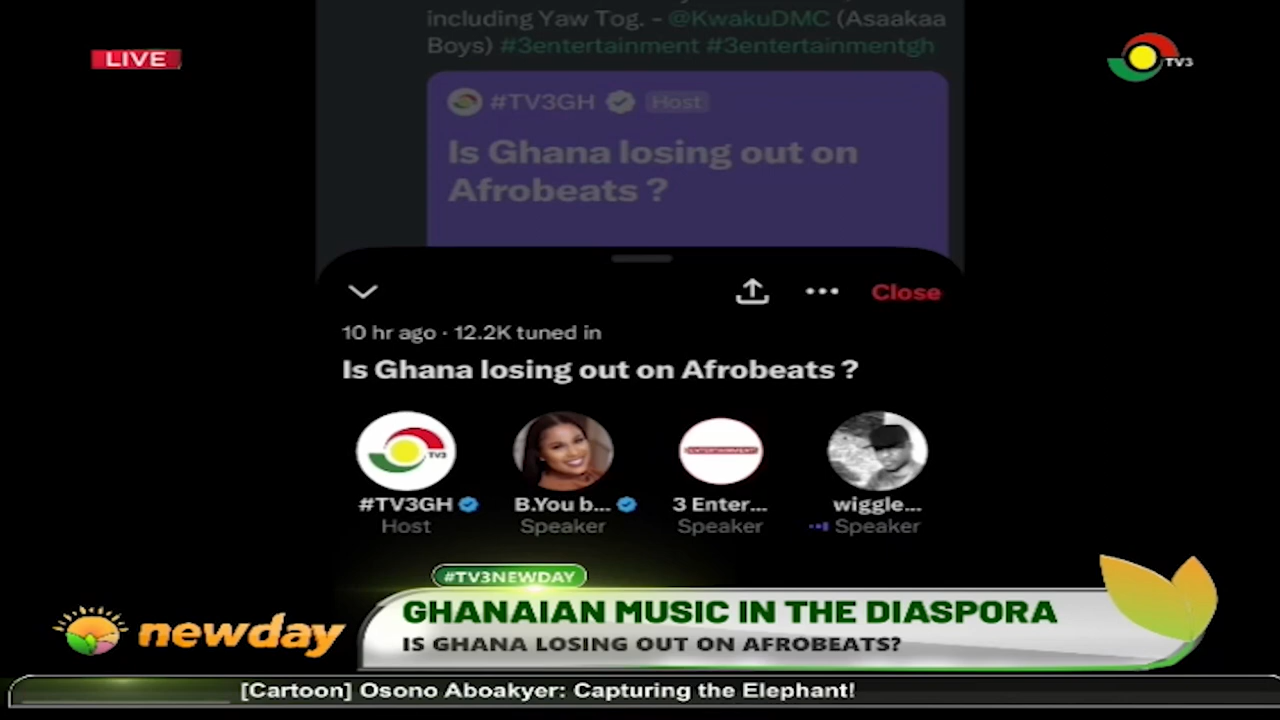 including Yaw Tog. - @KwakuDMC (Asaakaa
Boys) #3entertainment #3entertainmentgh
LIVE
TV3
#TV3GH Host
Is Ghana losing out on
Afrobeats ?
Close
10 hr ago · 12.2K tuned in
Is Ghana losing out on Afrobeats ?
TV3
#TV3GH B.You b... 3 Enter... wiggle...
Host Speaker Speaker Speaker
#TV3NEWDAY
GHANAIAN MUSIC IN THE DIASPORA
newday
IS GHANA LOSING OUT ON AFROBEATS?
[Cartoon] Osono Aboakyer: Capturing the Elephant!